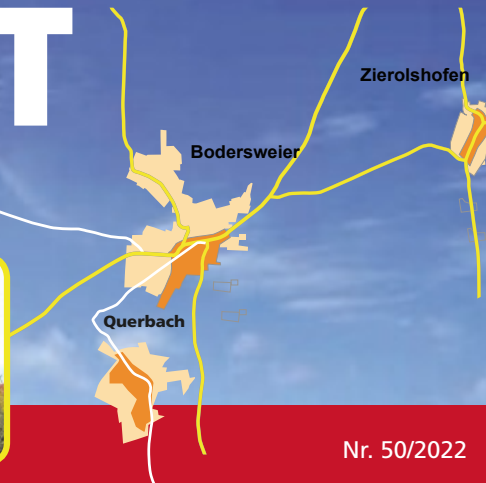 T
Zierolshofen
Bodersweier
Querbach
Nr. 50/2022